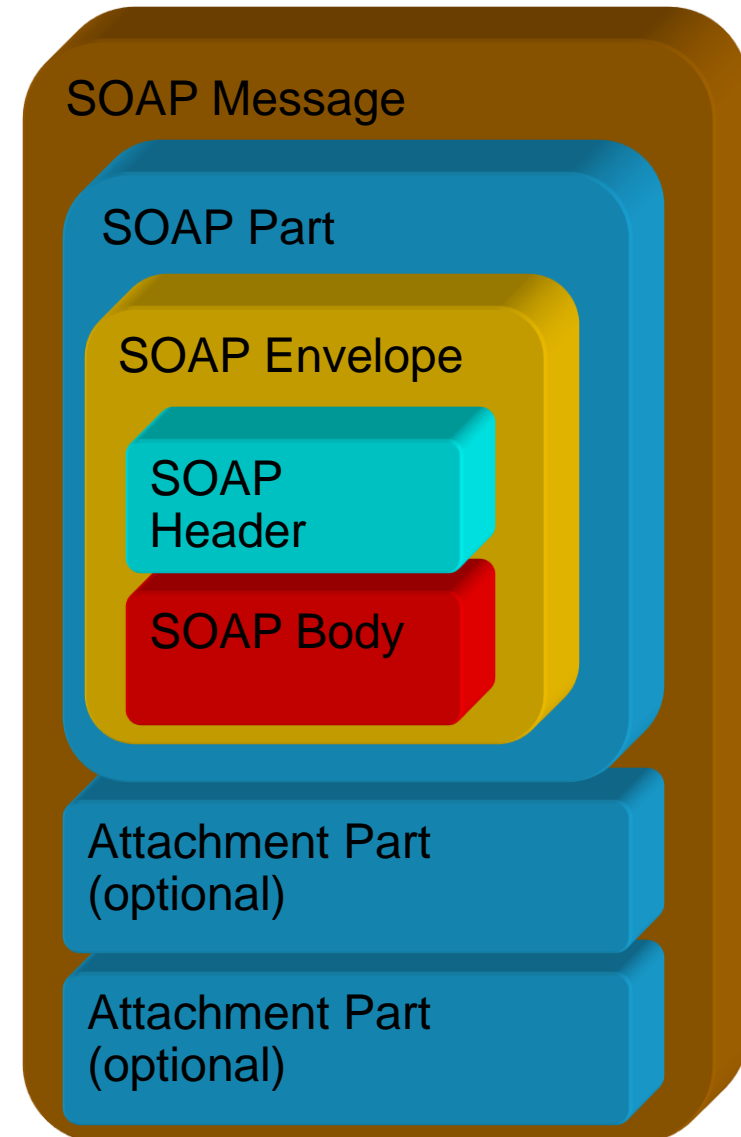 SOAP Message
SOAP Part
SOAP Envelope
SOAP
Header
SOAP Body
Attachment Part
(optional)
Attachment Part
(optional)